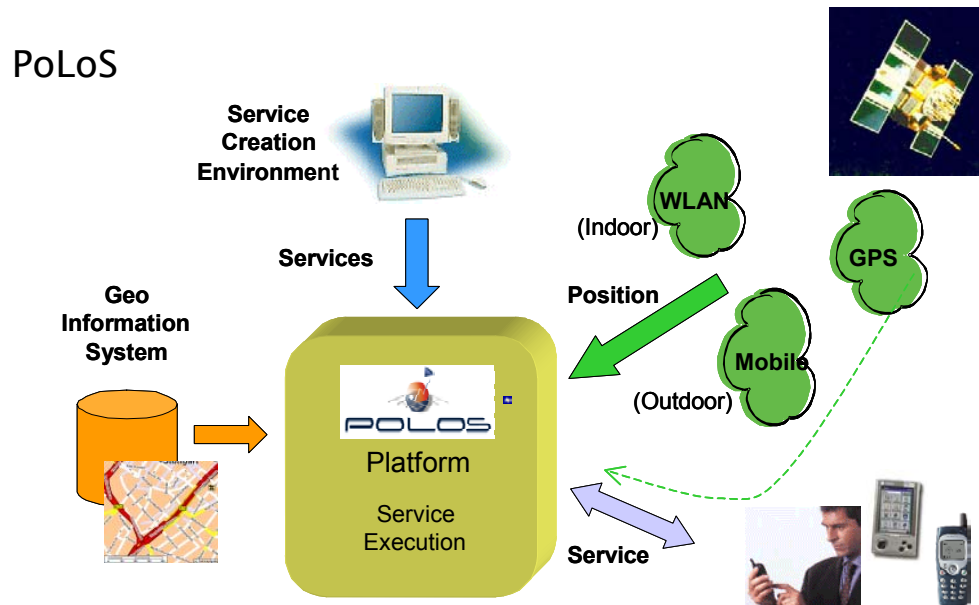 PoLoS
Service
Creation
Environment
Services
Geo
Information
System
WLAN
(Indoor)
GPS
Position
Mobile
(Outdoor)
POLOS
Platform
Service
Execution
Service